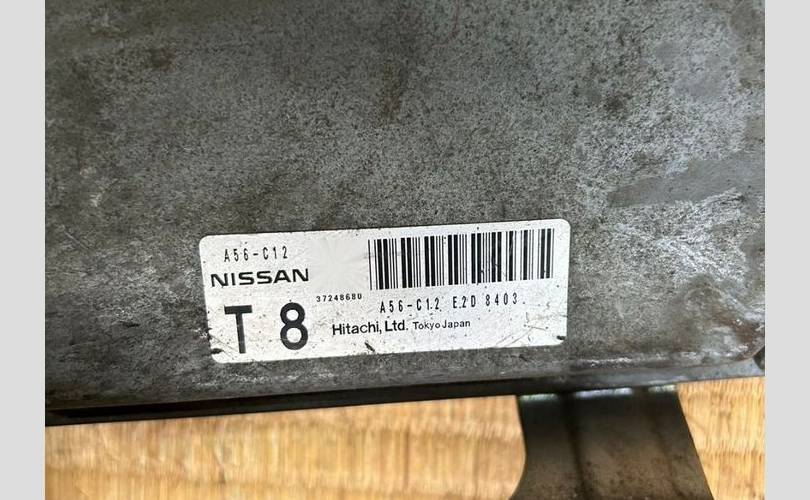 A56-C12
NISSAN
37248680
A56-C12 E2D 8403
T 8
Hitachi, Ltd. Tokyo Japan